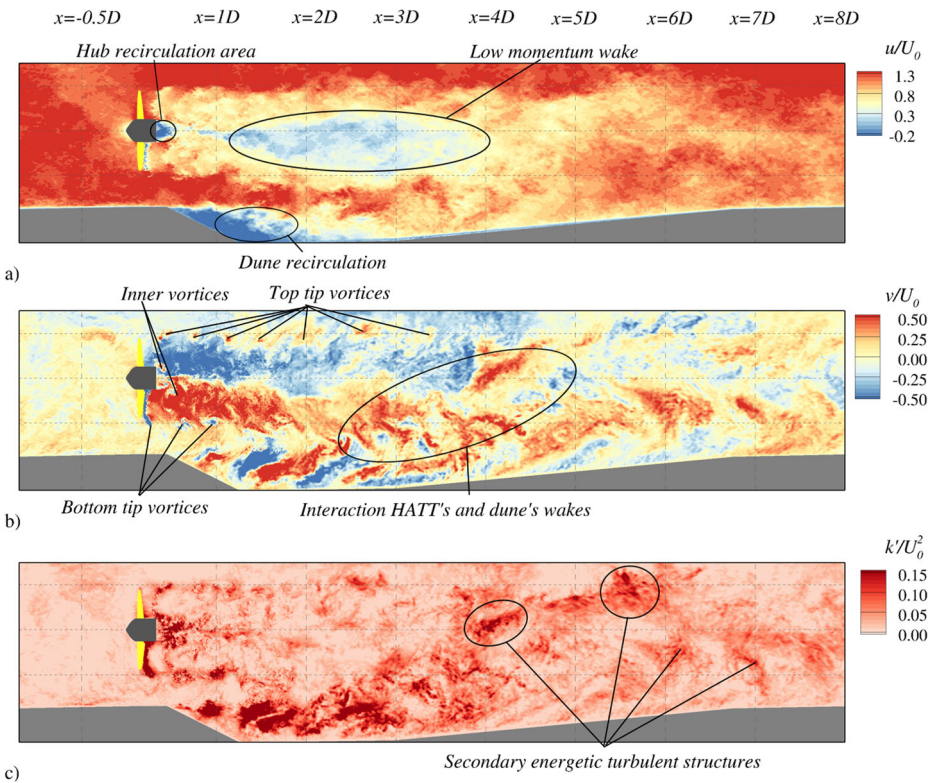 x=-0.5D x=1D x=2D x=3D x=4D x=5D x=6D x=7D x=8D
Hub recirculation area Low momentum wake u/U0
1.3
0.8
-0.2
Dune recirculation
a)
Inner vortices Top tip vortices v/U0
0.50
0.25
0.00
-0.25
-0.50
Bottom tip vortices Interaction HATT's and dune's wakes
b)
k'/U0²
0.15
0.10
0.05
0.00
Secondary energetic turbulent structures
c)